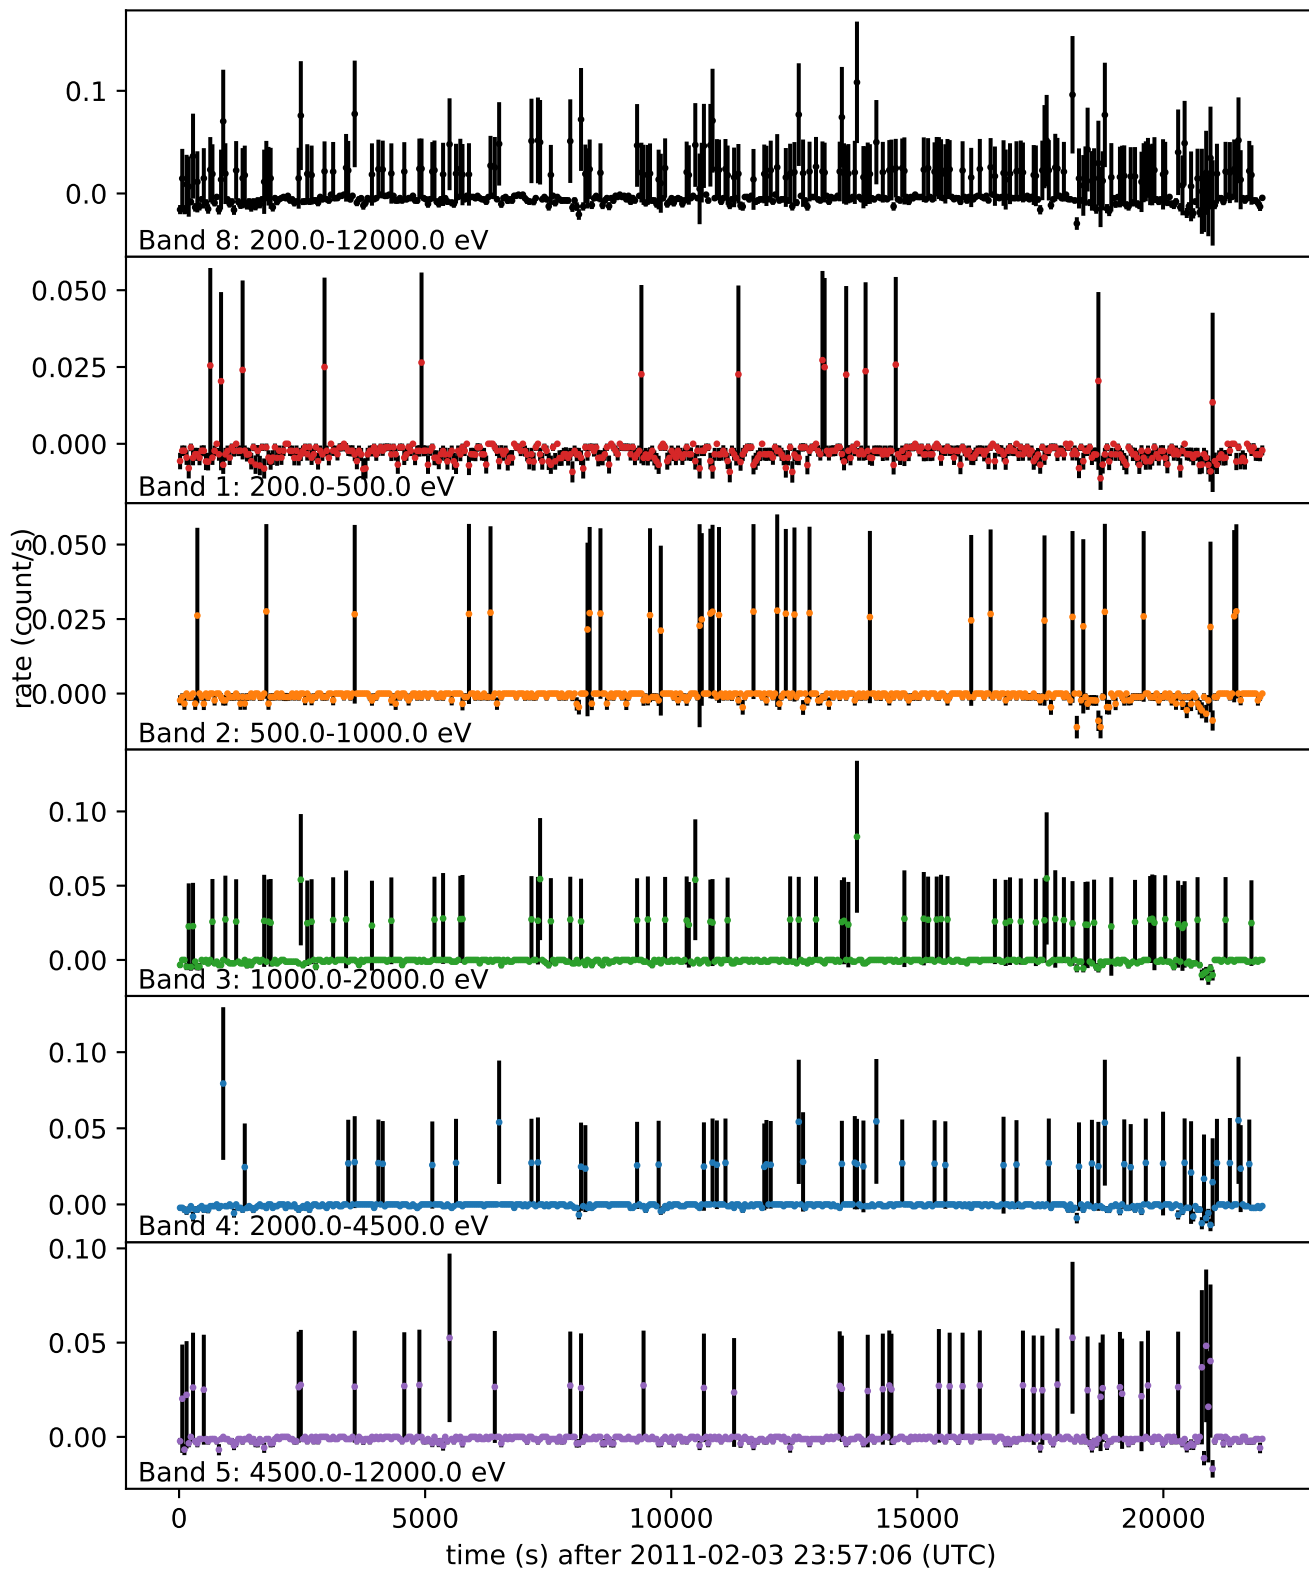 0.1
0.0
Band 8: 200.0-12000.0 eV
0.050
0.025
0.000
Band 1: 200.0-500.0 eV
rate (count/s)
0.050
0.025
0.000
Band 2: 500.0-1000.0 eV
0.10
0.05
0.00
Band 3: 1000.0-2000.0 eV
0.10
0.05
0.00
Band 4: 2000.0-4500.0 eV
0.10
0.05
0.00
Band 5: 4500.0-12000.0 eV
0 5000 10000 15000 20000
time (s) after 2011-02-03 23:57:06 (UTC)